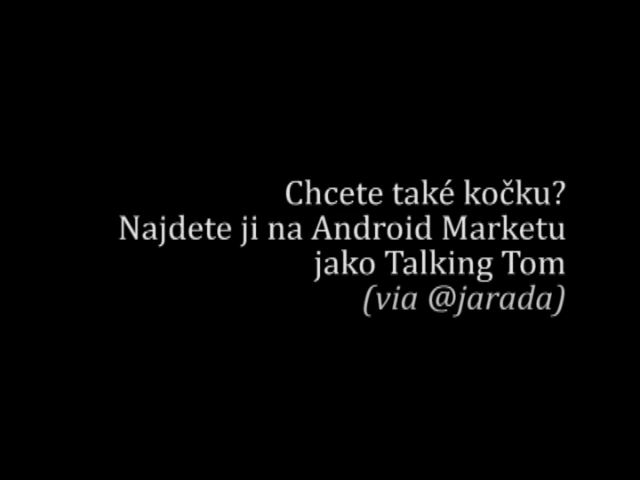 Chcete také kočku?
Najdete ji na Android Marketu
jako Talking Tom
(via @jarada)